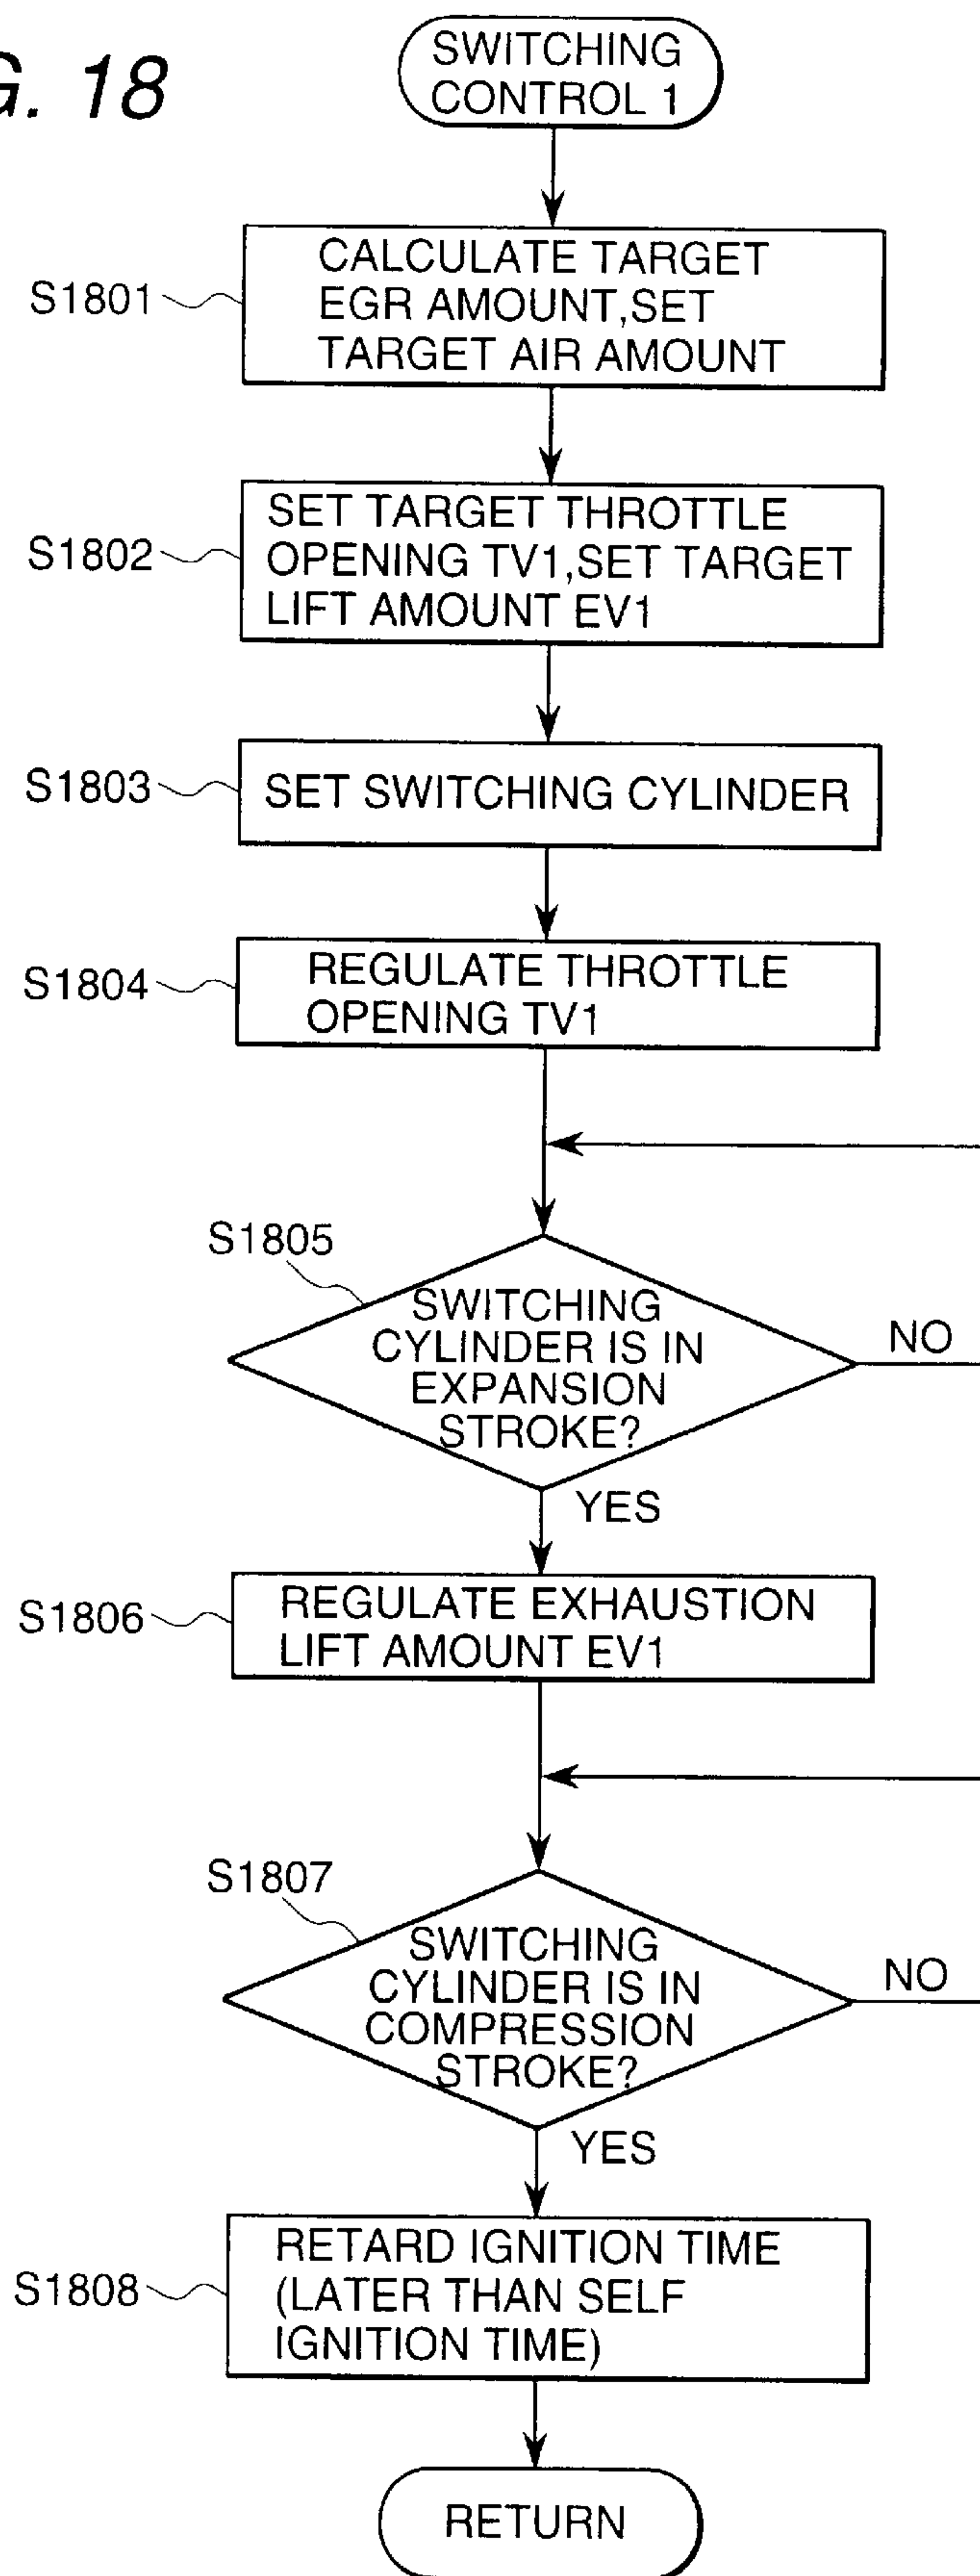 G. 18
SWITCHING
CONTROL 1
S1801
CALCULATE TARGET
EGR AMOUNT,SET
TARGET AIR AMOUNT
S1802
SET TARGET THROTTLE
OPENING TV1,SET TARGET
LIFT AMOUNT EV1
S1803
SET SWITCHING CYLINDER
S1804
REGULATE THROTTLE
OPENING TV1
S1805
SWITCHING
CYLINDER IS IN
EXPANSION
STROKE?
NO
YES
S1806
REGULATE EXHAUSTION
LIFT AMOUNT EV1
S1807
SWITCHING
CYLINDER IS IN
COMPRESSION
STROKE?
NO
YES
S1808
RETARD IGNITION TIME
(LATER THAN SELF
IGNITION TIME)
RETURN